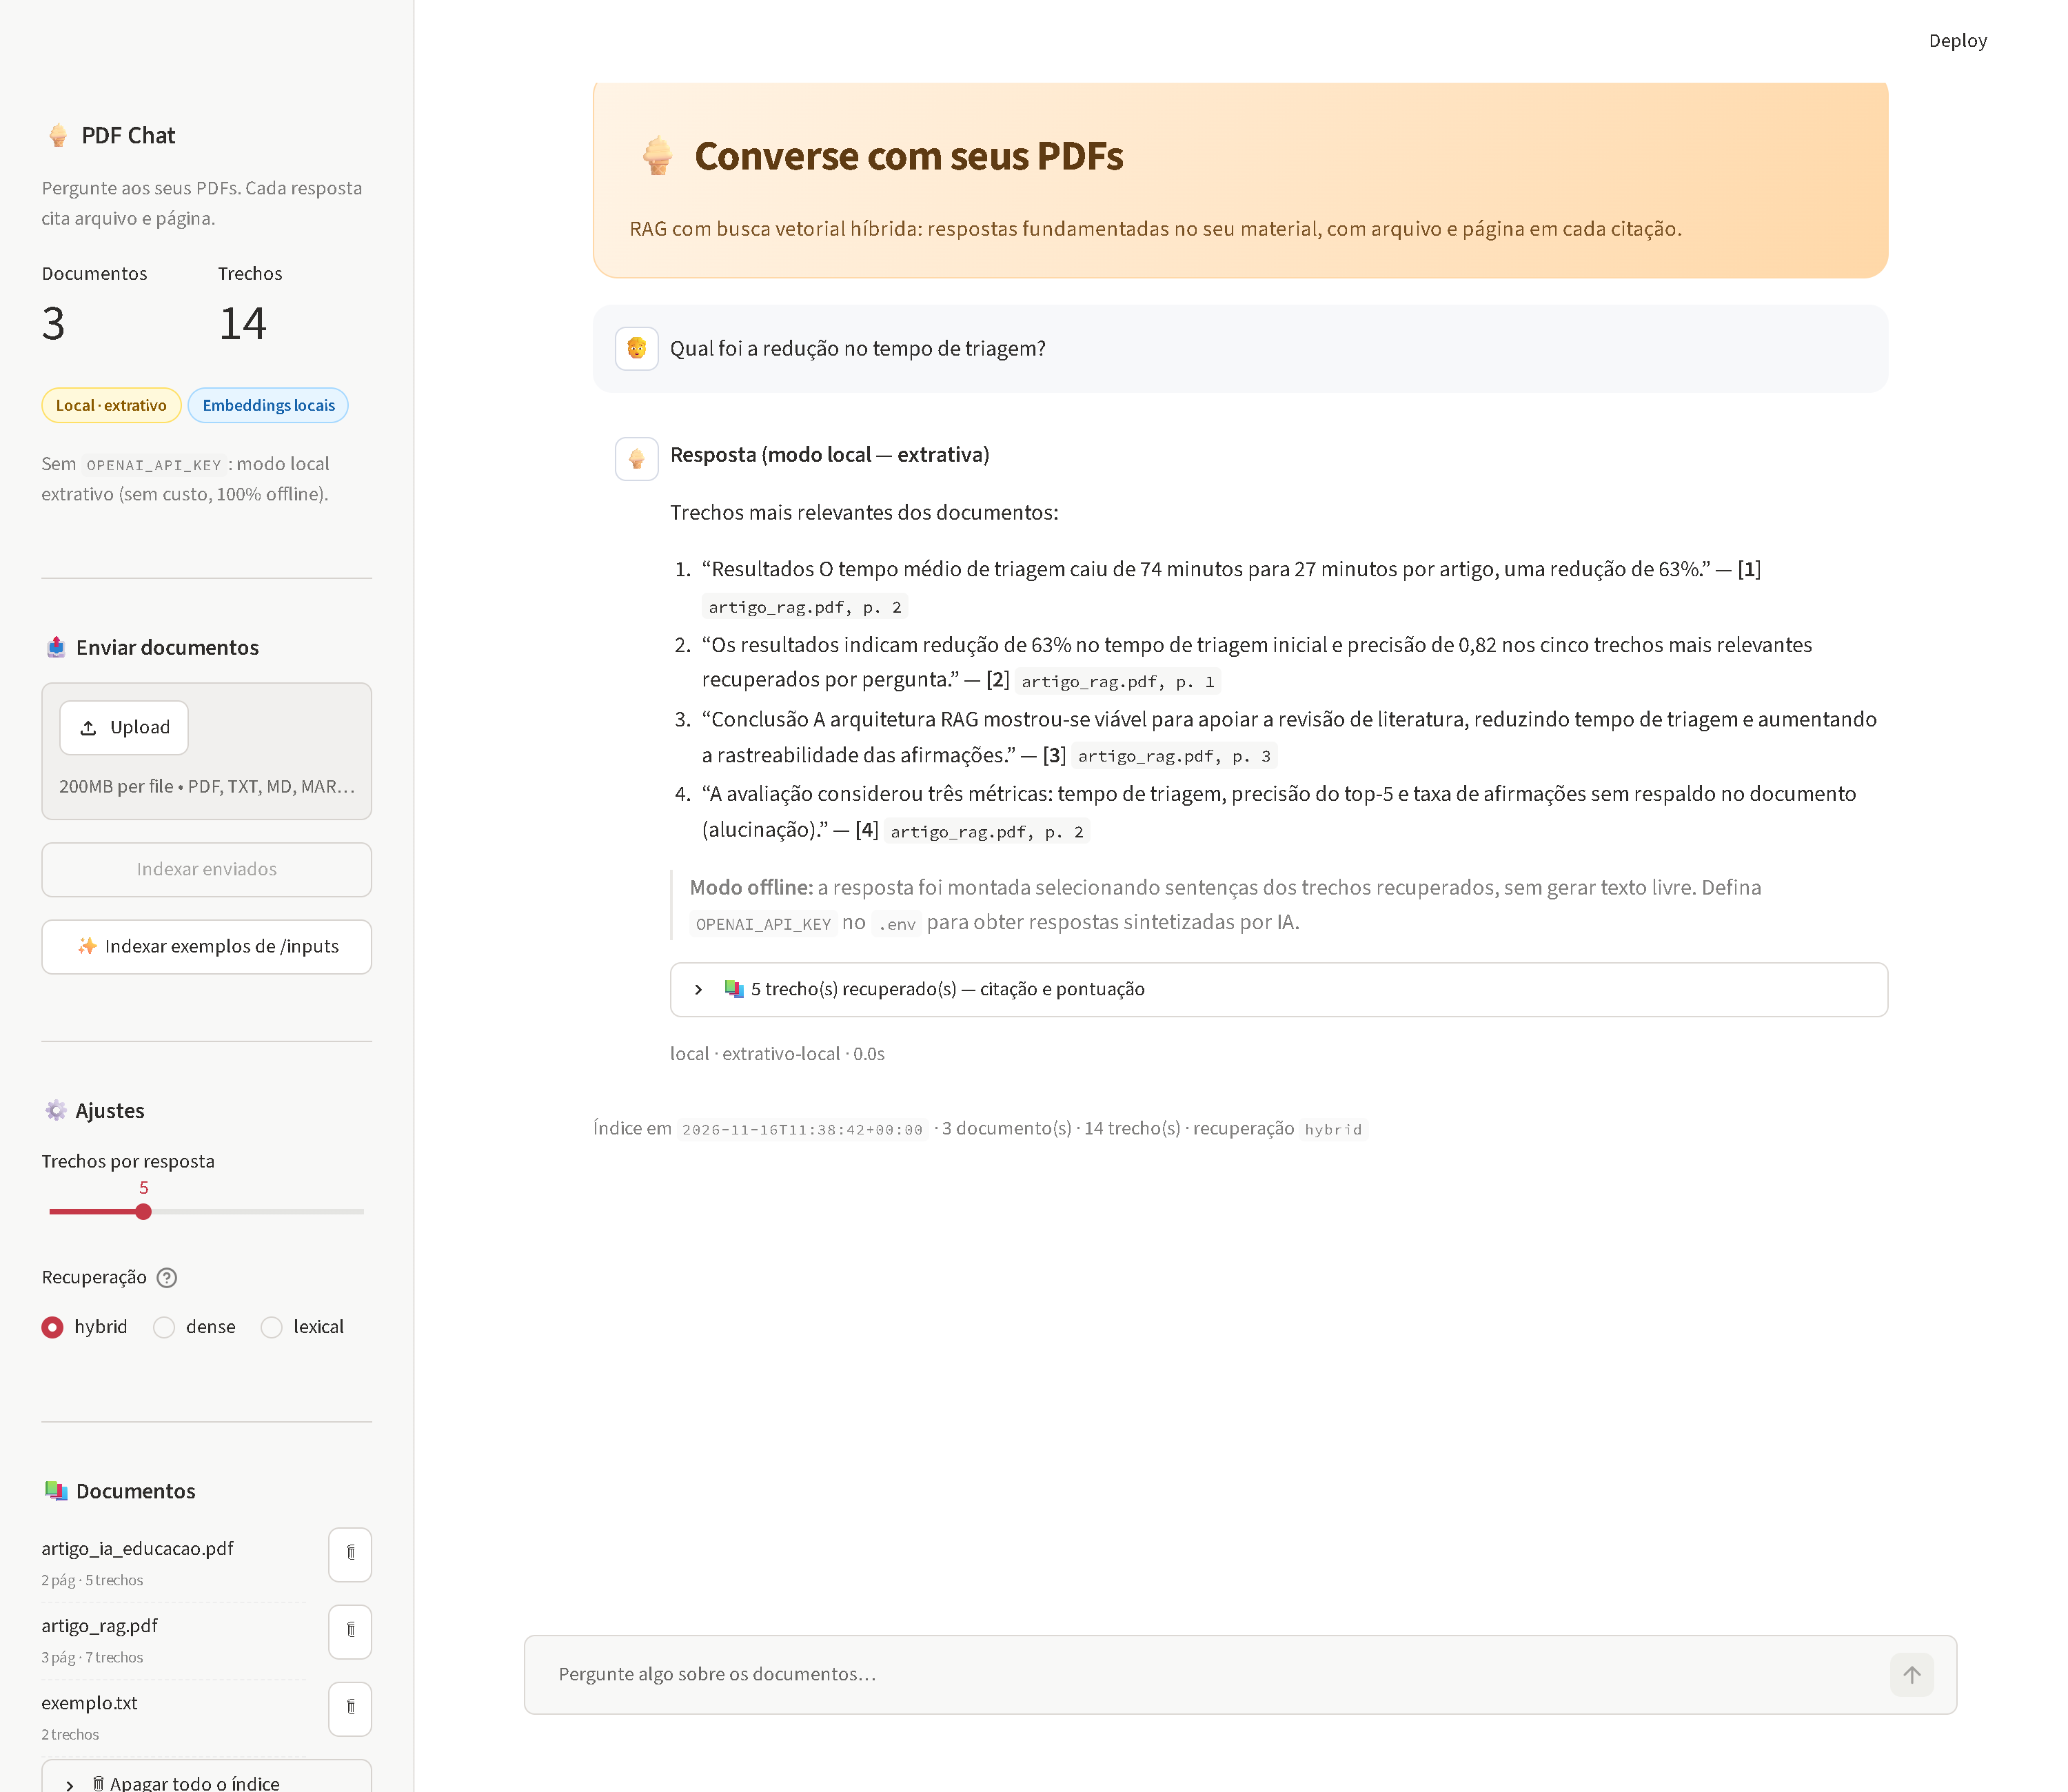 Deploy
PDF Chat
Pergunte aos seus PDFs. Cada resposta
cita arquivo e página.
Documentos
Trechos
3
14
Local · extrativo
Embeddings locais
Sem OPENAI_API_KEY : modo local
extrativo (sem custo, 100% offline).
Enviar documentos
Upload
200MB per file • PDF, TXT, MD, MAR…
Indexar enviados
Indexar exemplos de /inputs
Ajustes
Trechos por resposta
5
Recuperação
hybrid
dense
lexical
Documentos
artigo_ia_educacao.pdf
2 pág · 5 trechos
artigo_rag.pdf
3 pág · 7 trechos
exemplo.txt
2 trechos
Apagar todo o índice
Converse com seus PDFs
RAG com busca vetorial híbrida: respostas fundamentadas no seu material, com arquivo e página em cada citação.
Qual foi a redução no tempo de triagem?
Resposta (modo local — extrativa)
Trechos mais relevantes dos documentos:
1. “Resultados O tempo médio de triagem caiu de 74 minutos para 27 minutos por artigo, uma redução de 63%.” — [1]
artigo_rag.pdf, p. 2
2. “Os resultados indicam redução de 63% no tempo de triagem inicial e precisão de 0,82 nos cinco trechos mais relevantes
recuperados por pergunta.” — [2] artigo_rag.pdf, p. 1
3. “Conclusão A arquitetura RAG mostrou-se viável para apoiar a revisão de literatura, reduzindo tempo de triagem e aumentando
a rastreabilidade das afirmações.” — [3] artigo_rag.pdf, p. 3
4. “A avaliação considerou três métricas: tempo de triagem, precisão do top-5 e taxa de afirmações sem respaldo no documento
(alucinação).” — [4] artigo_rag.pdf, p. 2
Modo offline: a resposta foi montada selecionando sentenças dos trechos recuperados, sem gerar texto livre. Defina
OPENAI_API_KEY no .env para obter respostas sintetizadas por IA.
5 trecho(s) recuperado(s) — citação e pontuação
local · extrativo-local · 0.0s
Índice em 2026-11-16T11:38:42+00:00 · 3 documento(s) · 14 trecho(s) · recuperação hybrid
Pergunte algo sobre os documentos…